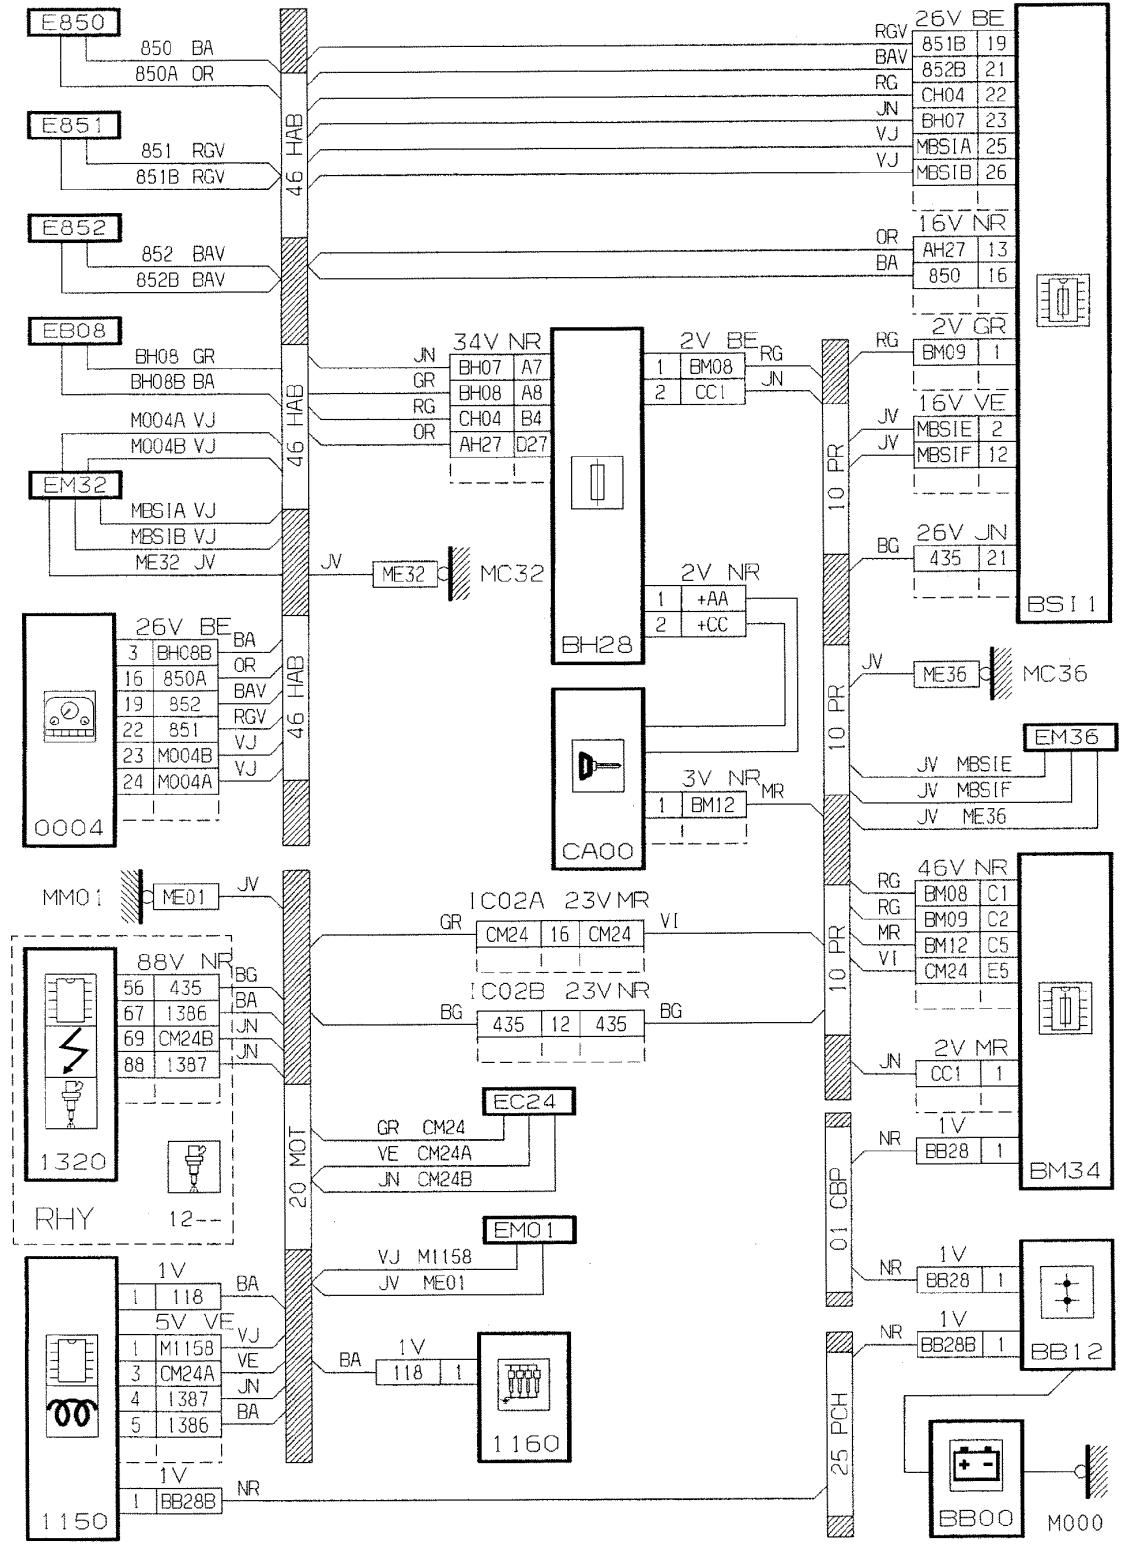 E850
850 BA
850A OR
E851
851 RGV
851B RGV
E852
852 BAV
852B BAV
EB08
BH08 GR
BH08B BA
M004A VJ
M004B VJ
EM32
MBSIA VJ
MBSIB VJ
ME32 JV
46 HAB
46 HAB
46 HAB
26V BE
RGV 851B 19
BAV 852B 21
RG CH04 22
JN BH07 23
VJ MBSIA 25
VJ MBSIB 26
16V NR
OR AH27 13
BA 850 16
2V GR
RG BM09 1
16V VE
JV MBSIE 2
JV MBSIF 12
26V JN
BG 435 21
BSI1
34V NR
JN BH07 A7
GR BH08 A8
RG CH04 B4
OR AH27 D27
2V BE
1 BM08 RG
2 CC1 JN
2V NR
1 +AA
2 +CC
BH28
JV ME32 MC32
10 PR
10 PR
10 PR
JV ME36 MC36
EM36
JV MBSIE
JV MBSIF
JV ME36
26V BE
3 BH08B BA
16 850A OR
19 852 BAV
22 851 RGV
23 M004B VJ
24 M004A VJ
0004
3V NR
1 BM12 MR
CA00
MM01 ME01 JV
88V NR
56 435 BG
67 1386 BA
69 CM24B JN
88 1387 JN
1320
RHY
12--
IC02A 23V MR
GR CM24 16 CM24 VI
IC02B 23V NR
BG 435 12 435 BG
46V NR
RG BM08 C1
RG BM09 C2
MR BM12 C5
VI CM24 E5
2V MR
JN CC1 1
1V
NR BB28 1
BM34
20 MOT
EC24
GR CM24
VE CM24A
JN CM24B
EM01
VJ M1158
JV ME01
01 CBP
1V
NR BB28 1
1V
NR BB28B 1
BB12
1V
1 118 BA
5V VE
1 M1158 VJ
3 CM24A VE
4 1387 JN
5 1386 BA
1V
1 BB28B NR
1150
1V
BA 118 1
1160
25 PCH
BB00
M000